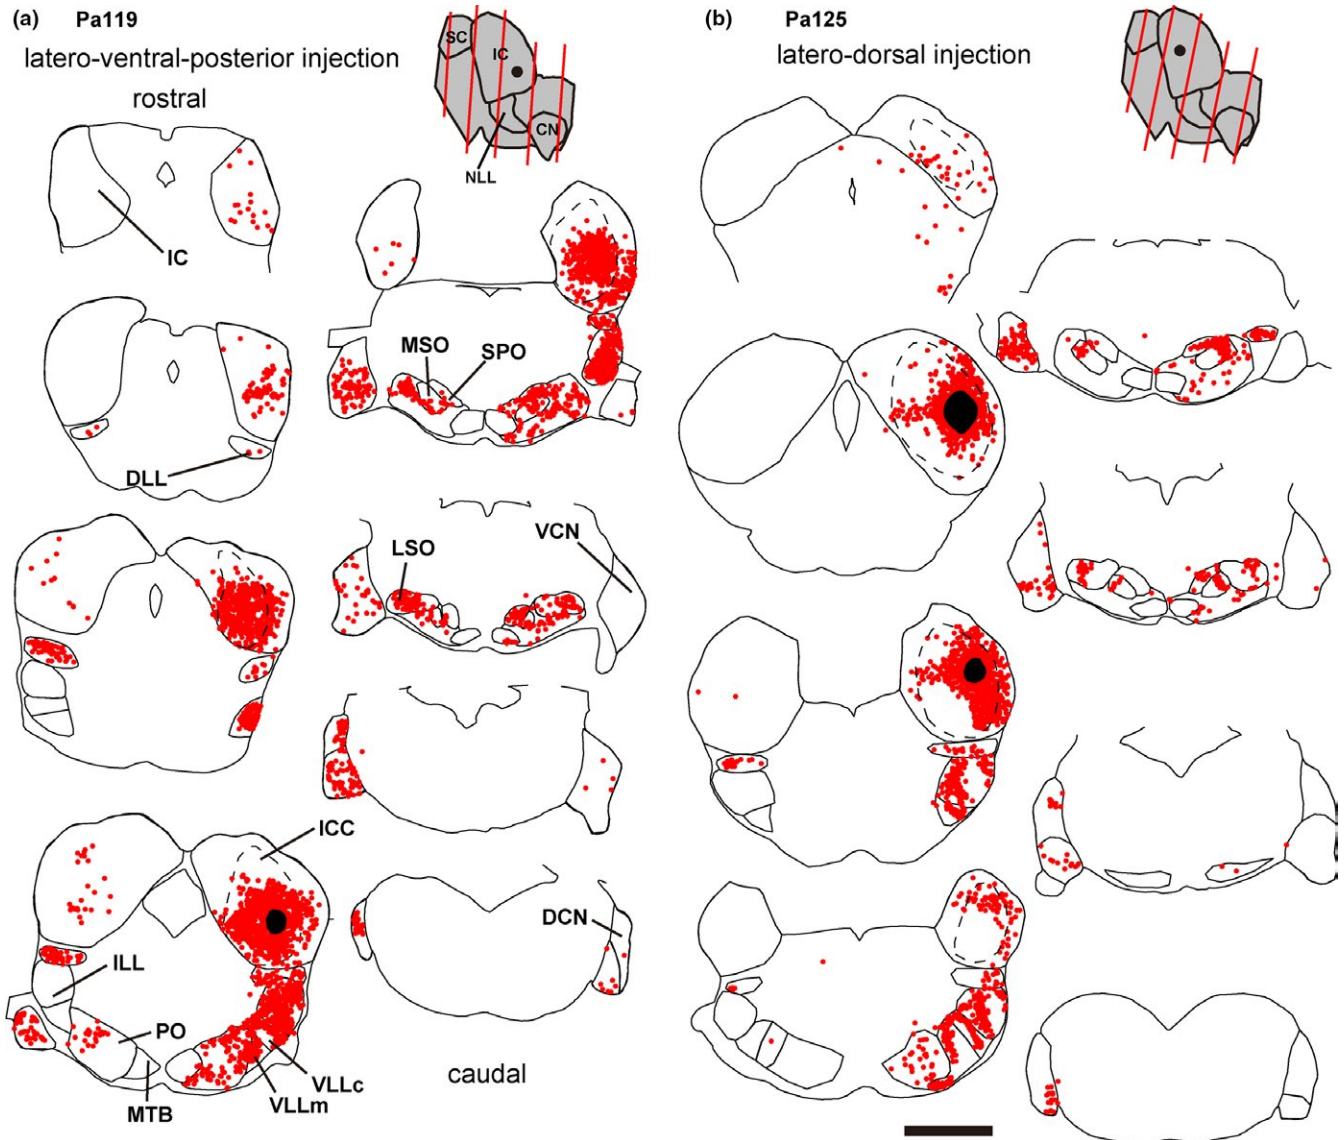 (a) Pa119
latero-ventral-posterior injection
rostral
SC
IC
CN
NLL
IC
DLL
MSO
SPO
LSO
VCN
ICC
ILL
PO
MTB
VLLc
VLLm
DCN
caudal
(b) Pa125
latero-dorsal injection